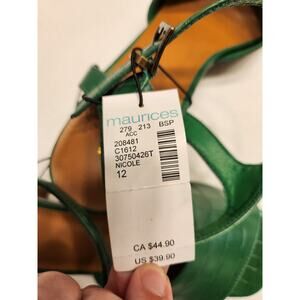 maurices
279 213 BSP
ACC
208481
C1612
30750426T
NICOLE
12
CA $44.90
US $39.90